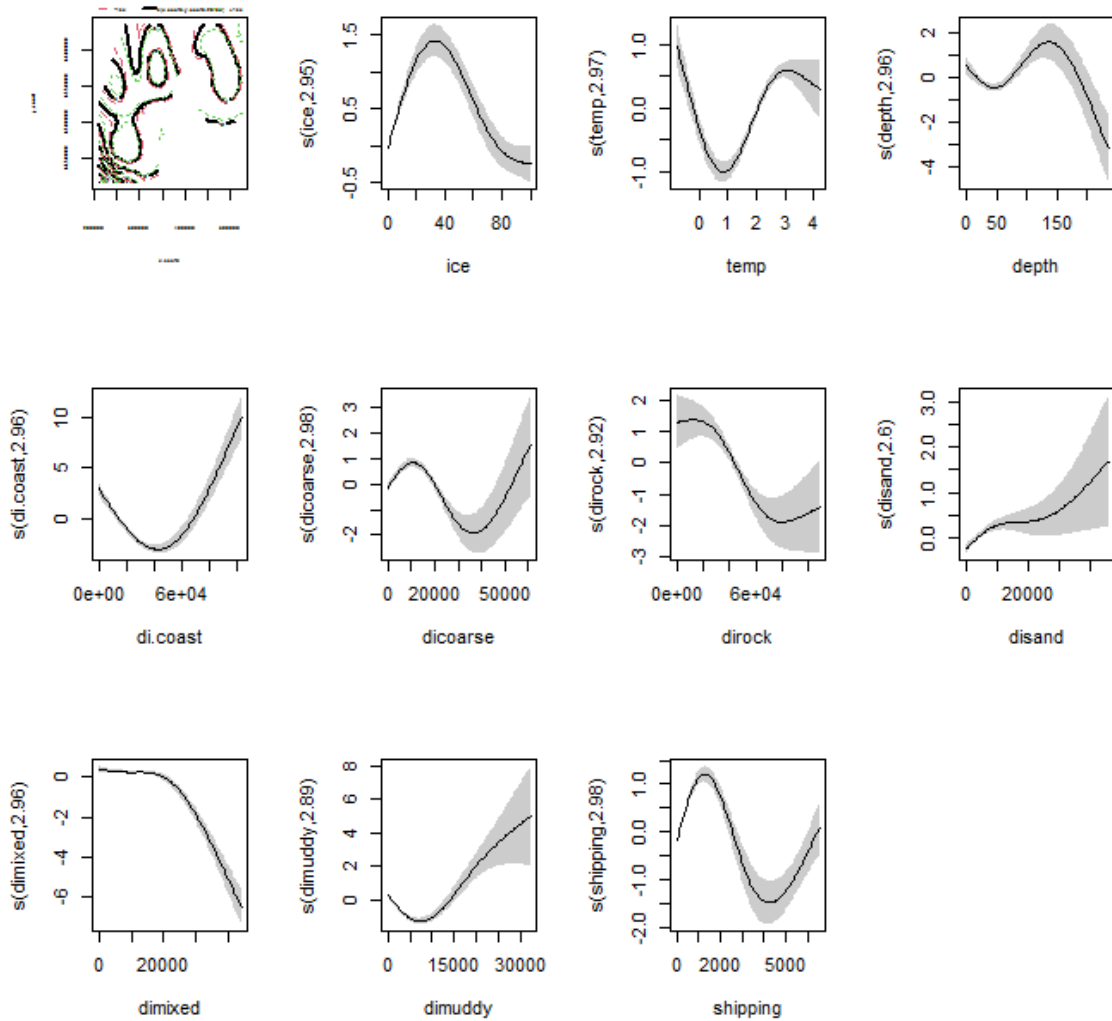 s(ice,2.95)
-0.5 0.5 1.5
0 40 80
ice
s(temp,2.97)
-1.0 0.0 1.0
0 1 2 3 4
temp
s(depth,2.96)
-4 -2 0 2
0 50 150
depth
s(di.coast,2.96)
0 5 10
0e+00 6e+04
di.coast
s(dicoarse,2.98)
-2 0 1 2 3
0 20000 50000
dicoarse
s(dirock,2.92)
-3 -2 -1 0 1 2
0e+00 6e+04
dirock
s(disand,2.6)
0.0 1.0 2.0 3.0
0 20000
disand
s(dimixed,2.96)
-6 -4 -2 0
0 20000
dimixed
s(dimuddy,2.89)
0 2 4 6 8
0 15000 30000
dimuddy
s(shipping,2.98)
-2.0 -1.0 0.0 1.0
0 2000 5000
shipping